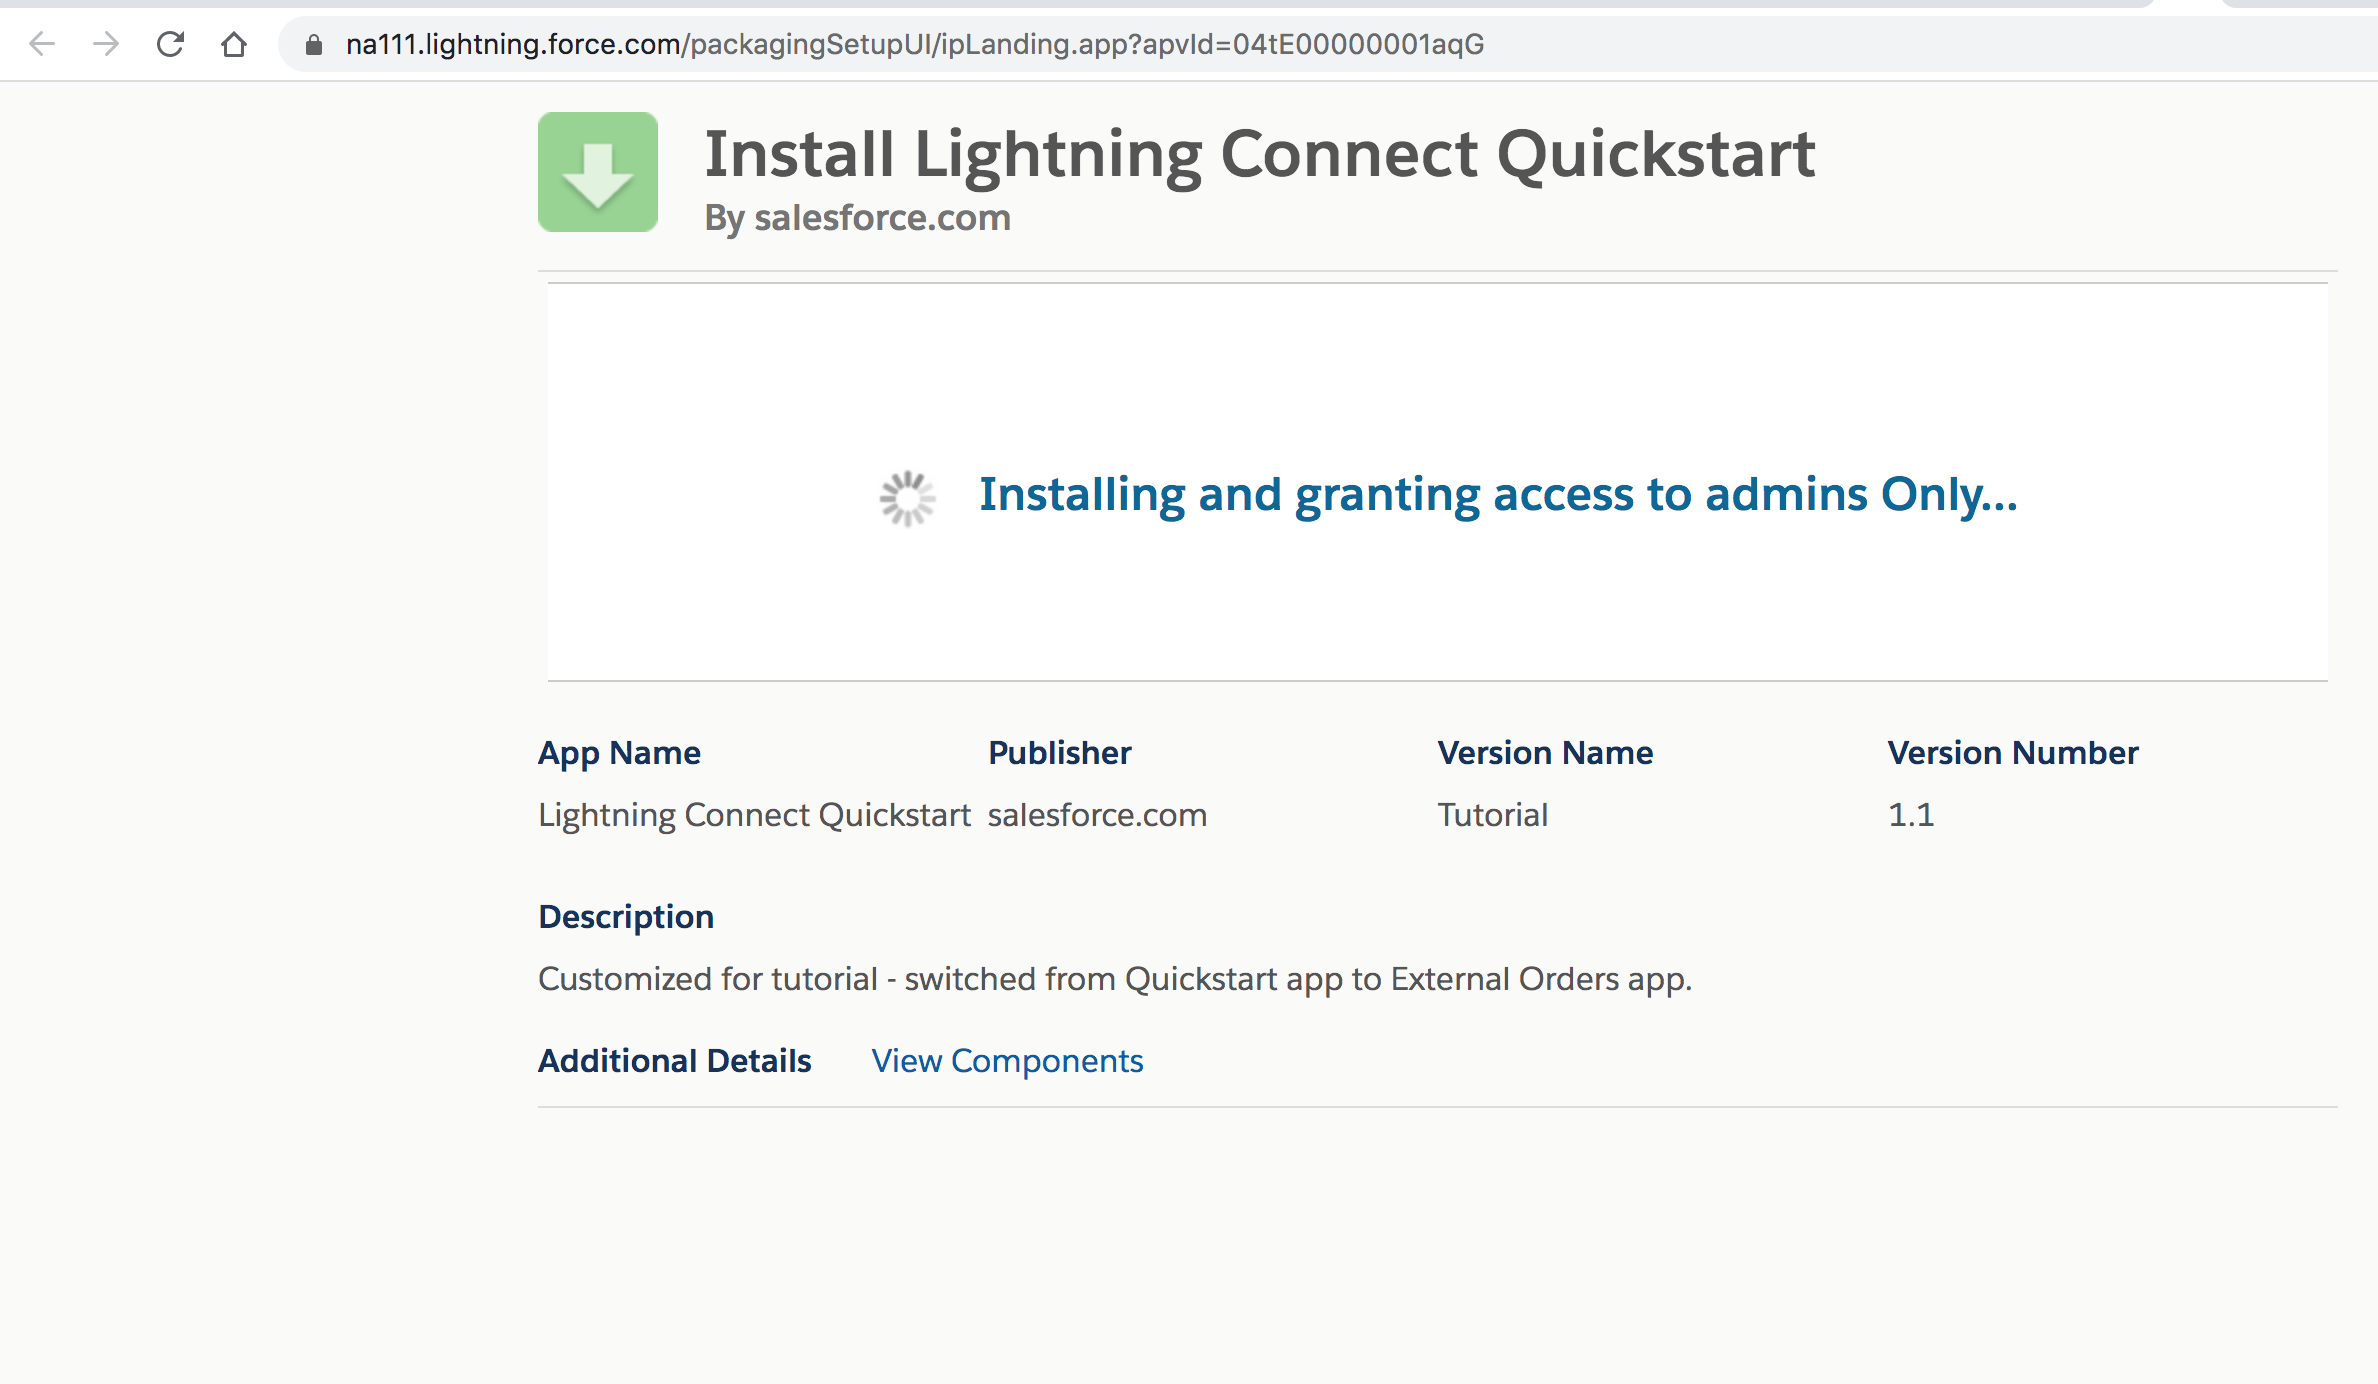 na111.lightning.force.com/packagingSetupUI/ipLanding.app?apvId=04tE00000001aqG
Install Lightning Connect Quickstart
By salesforce.com
Installing and granting access to admins Only...
App Name Publisher Version Name Version Number
Lightning Connect Quickstart salesforce.com Tutorial 1.1
Description
Customized for tutorial - switched from Quickstart app to External Orders app.
Additional Details View Components